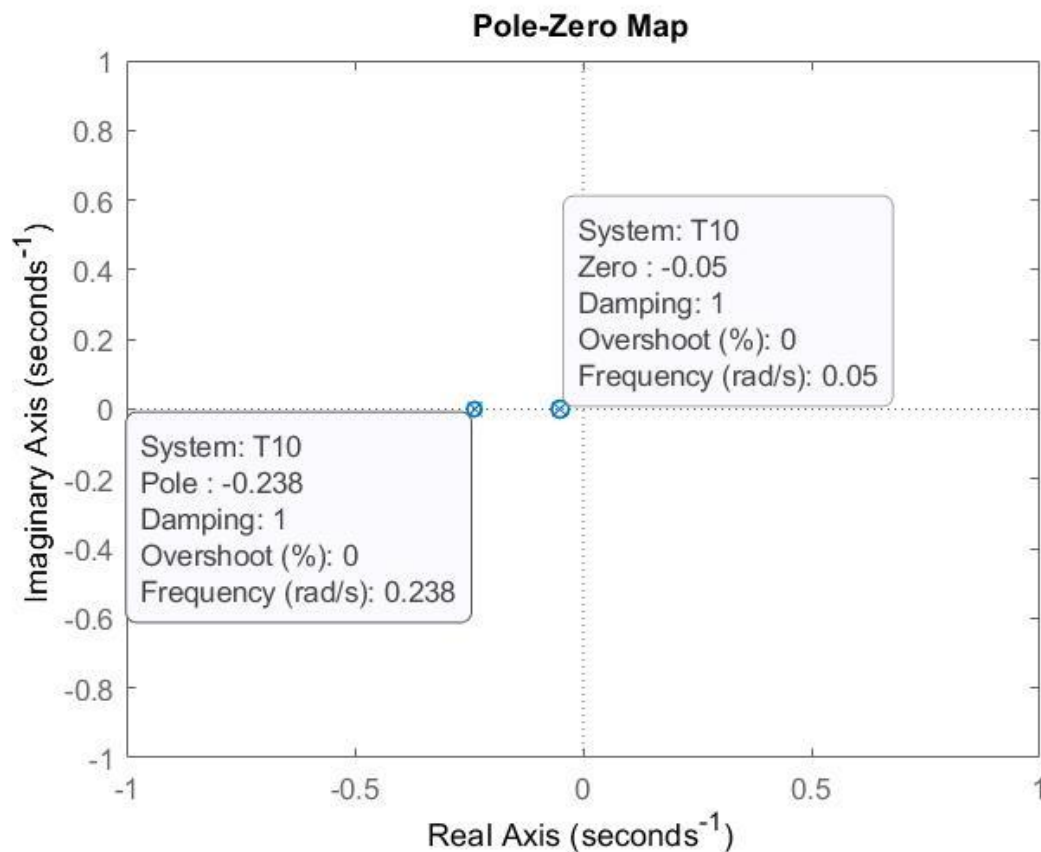 Pole-Zero Map
1
0.8
0.6
0.4
0.2
0
-0.2
-0.4
-0.6
-0.8
-1
Imaginary Axis (seconds⁻¹)
System: T10
Zero : -0.05
Damping: 1
Overshoot (%): 0
Frequency (rad/s): 0.05
System: T10
Pole : -0.238
Damping: 1
Overshoot (%): 0
Frequency (rad/s): 0.238
-1
-0.5
0
0.5
1
Real Axis (seconds⁻¹)